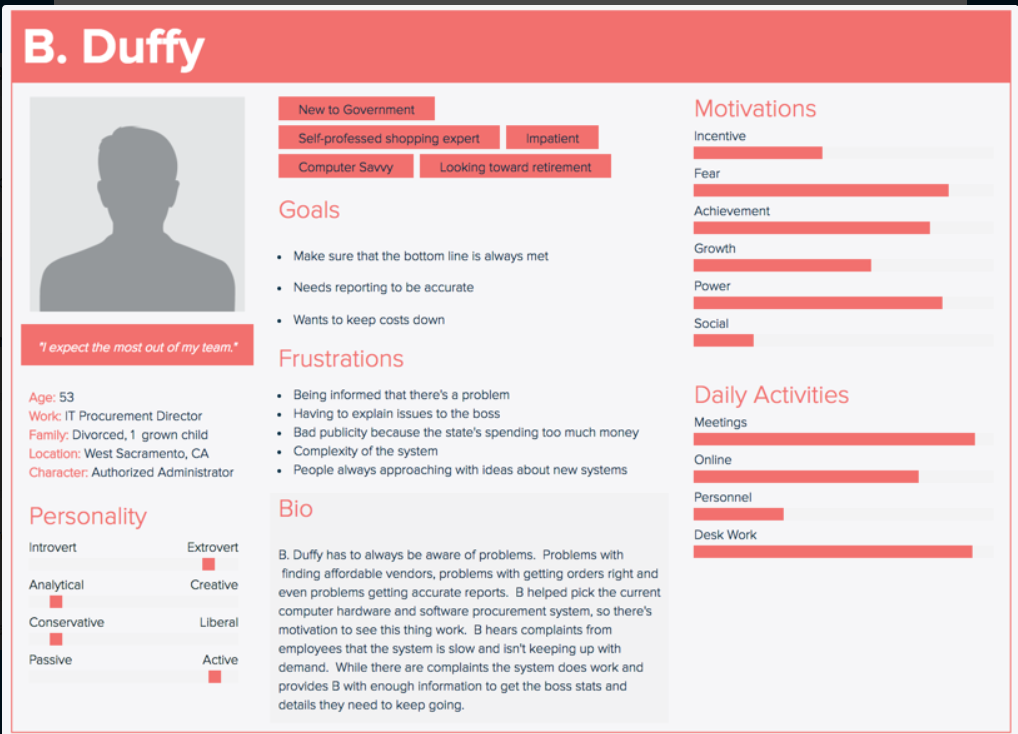 B. Duffy
"I expect the most out of my team."
Age: 53
Work: IT Procurement Director
Family: Divorced, 1 grown child
Location: West Sacramento, CA
Character: Authorized Administrator
Personality
Introvert Extrovert
Analytical Creative
Conservative Liberal
Passive Active
New to Government
Self-professed shopping expert Impatient
Computer Savvy Looking toward retirement
Goals
• Make sure that the bottom line is always met
• Needs reporting to be accurate
• Wants to keep costs down
Frustrations
• Being informed that there's a problem
• Having to explain issues to the boss
• Bad publicity because the state's spending too much money
• Complexity of the system
• People always approaching with ideas about new systems
Bio
B. Duffy has to always be aware of problems. Problems with
finding affordable vendors, problems with getting orders right and
even problems getting accurate reports. B helped pick the current
computer hardware and software procurement system, so there's
motivation to see this thing work. B hears complaints from
employees that the system is slow and isn't keeping up with
demand. While there are complaints the system does work and
provides B with enough information to get the boss stats and
details they need to keep going.
Motivations
Incentive
Fear
Achievement
Growth
Power
Social
Daily Activities
Meetings
Online
Personnel
Desk Work